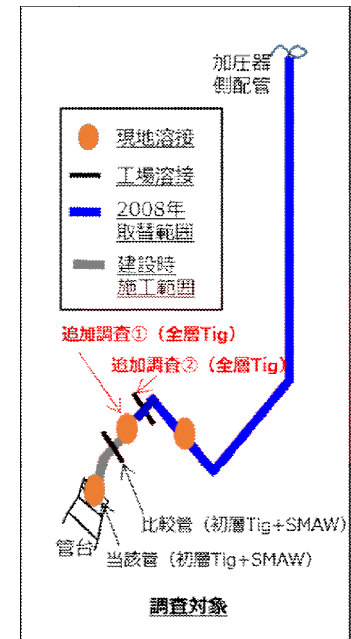 加圧器
側配管
現地溶接
工場溶接
2008年
取替範囲
建設時
施工範囲
追加調査①（全層Tig）
追加調査②（全層Tig）
比較管（初層Tig+SMAW）
管台
当該管（初層Tig+SMAW）
調査対象